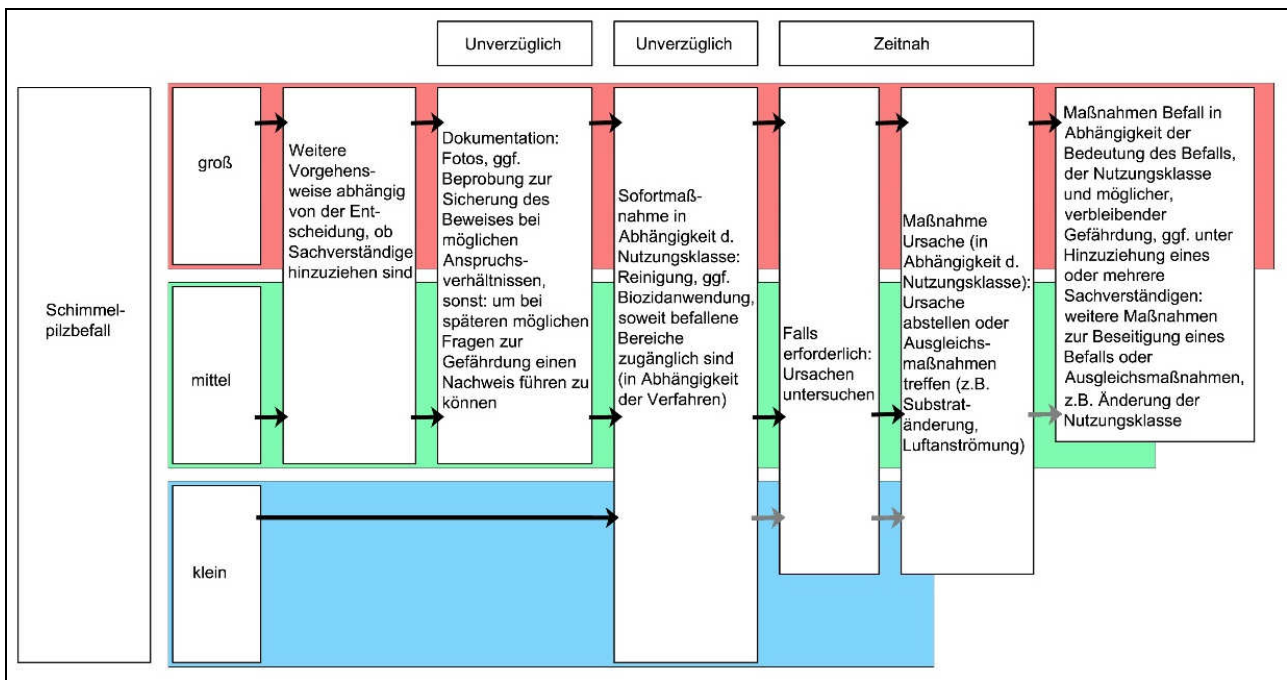 Unverzüglich
Unverzüglich
Zeitnah
Schimmel-
pilzbefall
groß
mittel
klein
Weitere
Vorgehens-
weise abhängig
von der Ent-
scheidung, ob
Sachverständige
hinzuziehen sind
Dokumentation:
Fotos, ggf.
Beprobung zur
Sicherung des
Beweises bei
möglichen
Anspruchs-
verhältnissen,
sonst: um bei
späteren möglichen
Fragen zur
Gefährdung einen
Nachweis führen zu
können
Sofortmaß-
nahme in
Abhängigkeit d.
Nutzungsklasse:
Reinigung, ggf.
Biozidanwendung,
soweit befallene
Bereiche
zugänglich sind
(in Abhängigkeit
der Verfahren)
Falls
erforderlich:
Ursachen
untersuchen
Maßnahme
Ursache (in
Abhängigkeit d.
Nutzungsklasse):
Ursache
abstellen oder
Ausgleichs-
maßnahmen
treffen (z.B.
Substrat-
änderung,
Luftanströmung)
Maßnahmen Befall in
Abhängigkeit der
Bedeutung des Befalls,
der Nutzungsklasse
und möglicher,
verbleibender
Gefährdung, ggf. unter
Hinzuziehung eines
oder mehrere
Sachverständigen:
weitere Maßnahmen
zur Beseitigung eines
Befalls oder
Ausgleichsmaßnahmen,
z.B. Änderung der
Nutzungsklasse